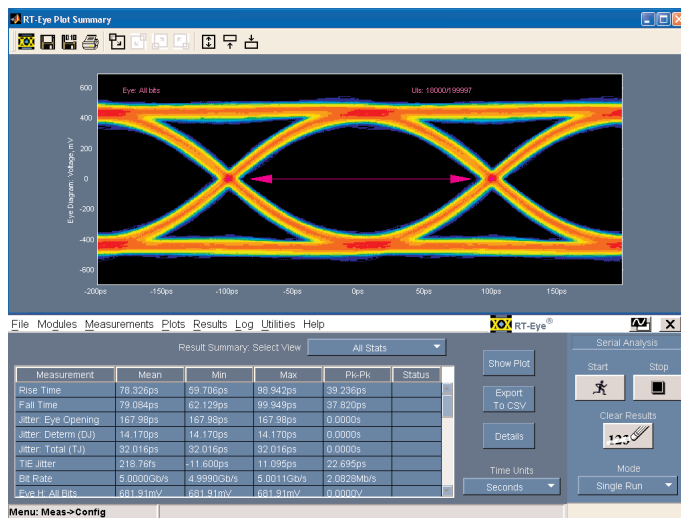 RT-Eye Plot Summary
Eye: All bits
UIs: 18000/199997
Eye Diagram: Voltage, mV
600
400
200
0
-200
-400
-600
-200ps -150ps -100ps -50ps 0ps 50ps 100ps 150ps
File Modules Measurements Plots Results Log Utilities Help
RT-Eye®
X
Result Summary: Select View All Stats
Measurement Mean Min Max Pk-Pk Status
Rise Time 78.326ps 59.706ps 98.942ps 39.236ps
Fall Time 79.084ps 62.129ps 99.949ps 37.820ps
Jitter: Eye Opening 167.98ps 167.98ps 167.98ps 0.0000s
Jitter: Determ (DJ) 14.170ps 14.170ps 14.170ps 0.0000s
Jitter: Total (TJ) 32.016ps 32.016ps 32.016ps 0.0000s
TIE Jitter 218.76fs -11.600ps 11.095ps 22.695ps
Bit Rate 5.0000Gb/s 4.9990Gb/s 5.0011Gb/s 2.0828Mb/s
Eye H: All Bits 681.91mV 681.91mV 681.91mV 0.0000V
Show Plot
Export
To CSV
Details
Time Units
Seconds
Serial Analysis
Start Stop
Clear Results
123
Mode
Single Run
Menu: Meas->Config